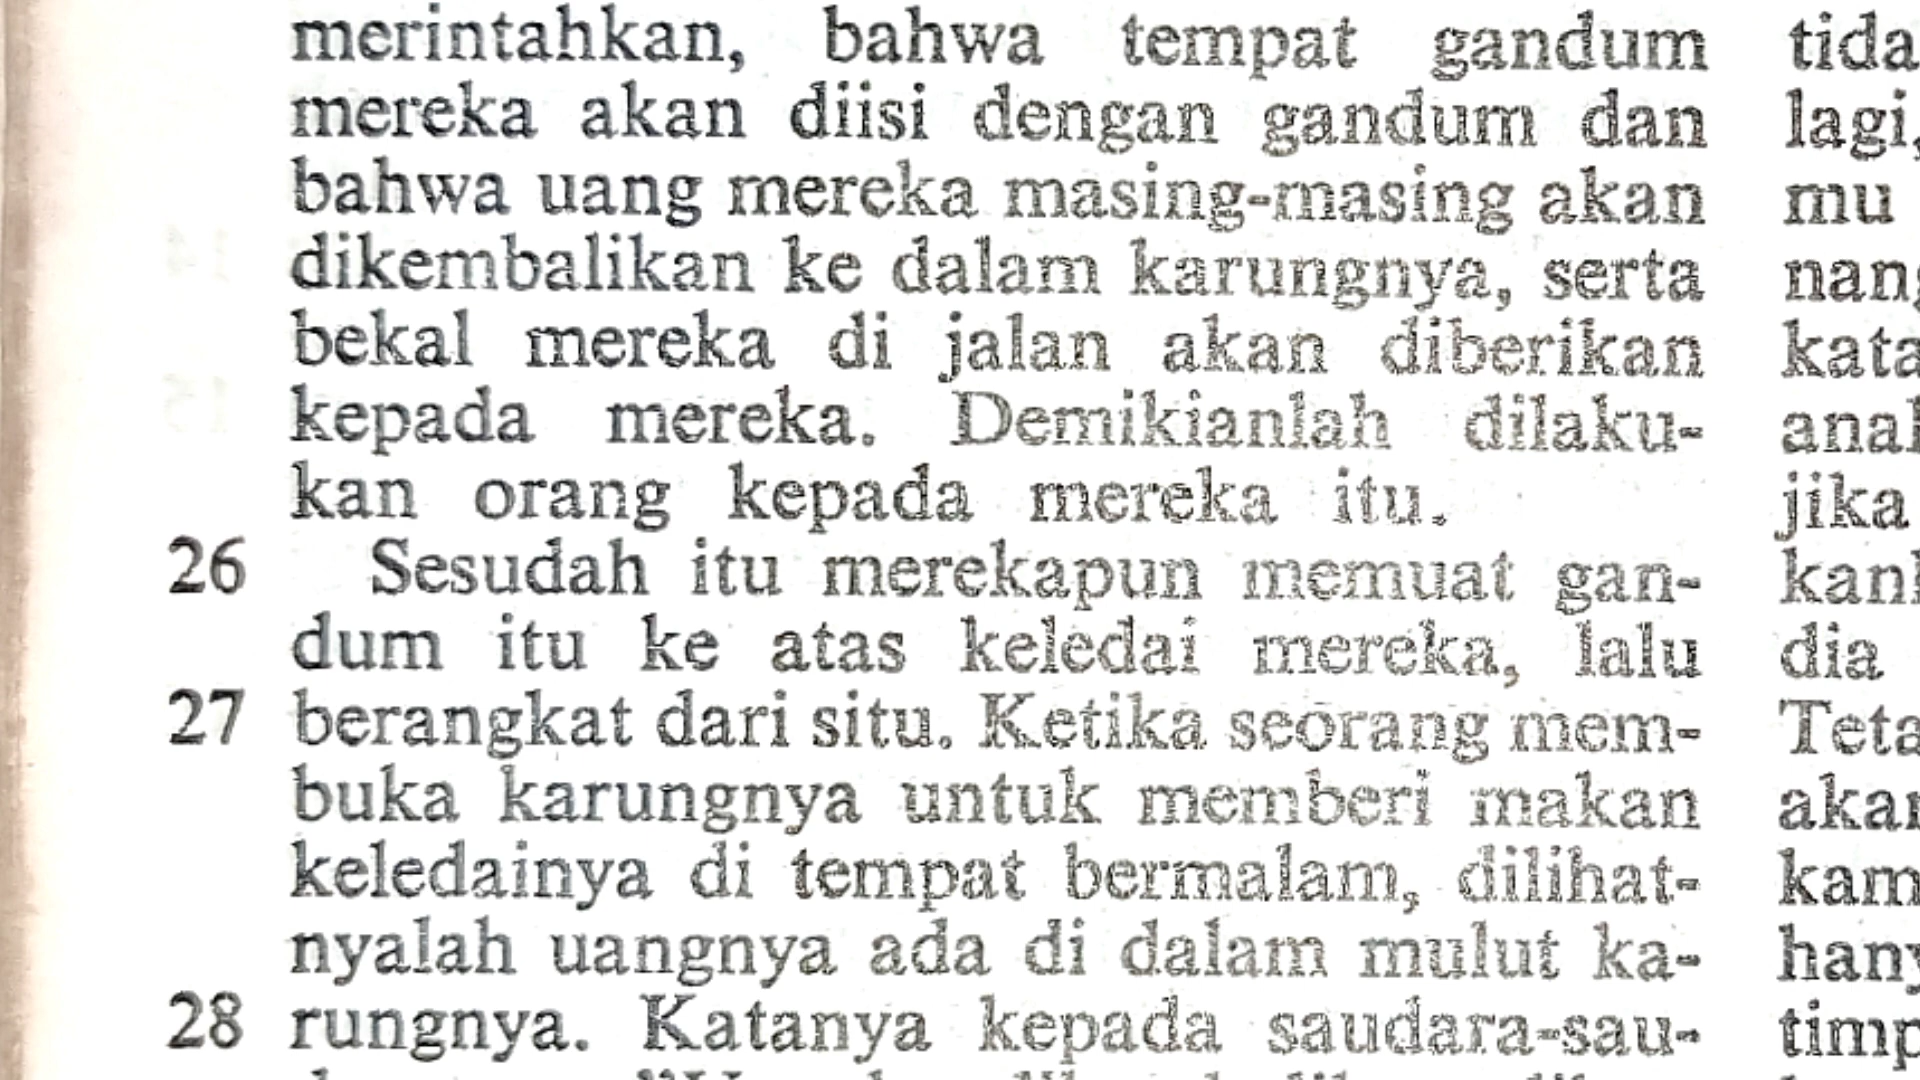 merintahkan, bahwa tempat gandum
mereka akan diisi dengan gandum dan
bahwa uang mereka masing-masing akan
dikembalikan ke dalam karungnya, serta
bekal mereka di jalan akan diberikan
kepada mereka. Demikianlah dilaku-
kan orang kepada mereka itu.
26 Sesudah itu merekapun memuat gan-
dum itu ke atas keledai mereka, lalu
27 berangkat dari situ. Ketika seorang mem-
buka karungnya untuk memberi makan
keledainya di tempat bermalam, dilihat-
nyalah uangnya ada di dalam mulut ka-
28 rungnya. Katanya kepada saudara-sau-
lagi,
mu
jika
dia